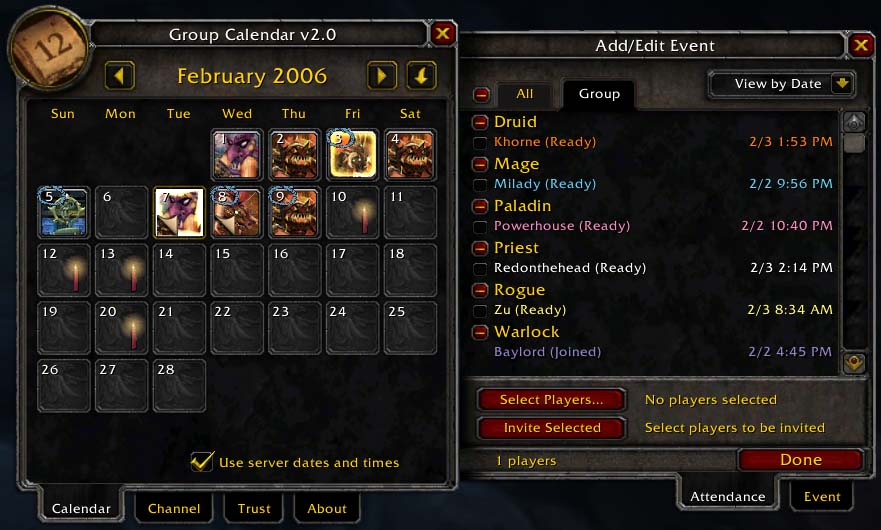 12
Group Calendar v2.0
February 2006
Sun Mon Tue Wed Thu Fri Sat
1 2 3 4
5 6 7 8 9 10 11
12 13 14 15 16 17 18
19 20 21 22 23 24 25
26 27 28
Use server dates and times
Calendar Channel Trust About
Add/Edit Event
All Group View by Date
Druid
Khorne (Ready) 2/3 1:53 PM
Mage
Milady (Ready) 2/2 9:56 PM
Paladin
Powerhouse (Ready) 2/2 10:40 PM
Priest
Redonthehead (Ready) 2/3 2:14 PM
Rogue
Zu (Ready) 2/3 8:34 AM
Warlock
Baylord (Joined) 2/2 4:45 PM
Select Players... No players selected
Invite Selected Select players to be invited
1 players Done
Attendance Event